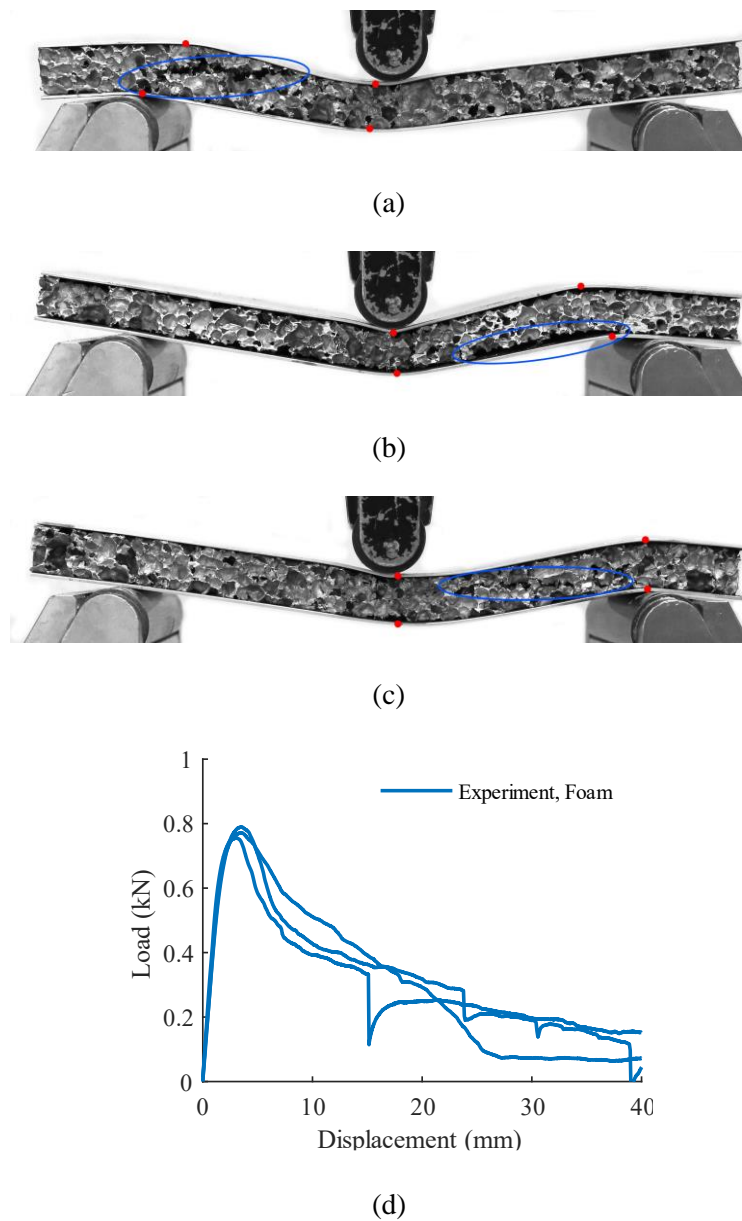 (a)
(b)
(c)
1
0.8
0.6
0.4
0.2
0
Load (kN)
Experiment, Foam
0 10 20 30 40
Displacement (mm)
(d)